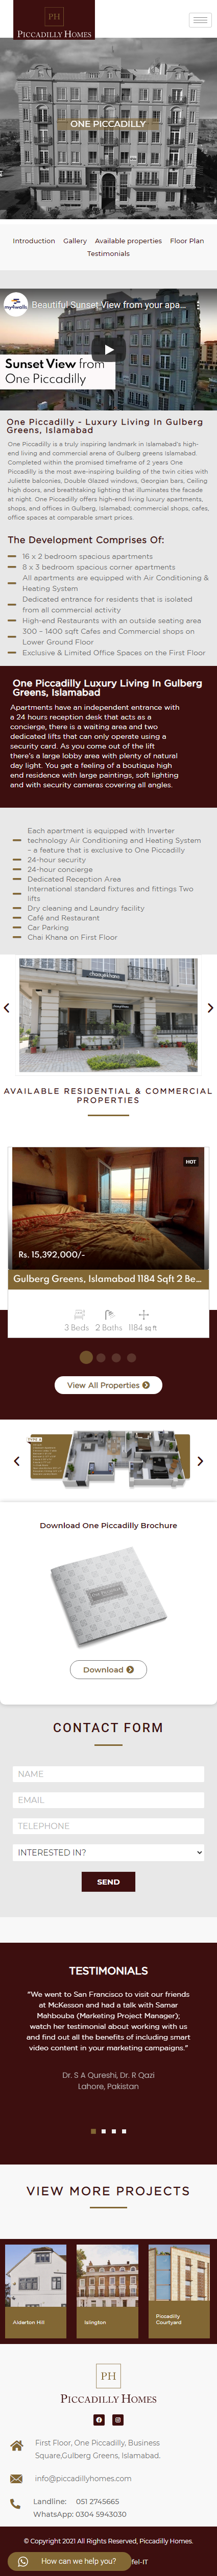 PH
PICCADILLY HOMES
ONE PICCADILLY
Introduction Gallery Available properties Floor Plan
Testimonials
Beautiful Sunset View from your apa...
Sunset View from
One Piccadilly
One Piccadilly - Luxury Living In Gulberg
Greens, Islamabad
One Piccadilly is a truly inspiring landmark in Islamabad's high-
end living and commercial arena of Gulberg greens Islamabad.
Completed within the promised timeframe of 2 years One
Piccadilly is the most awe-inspiring building of the twin cities with
Juliette balconies, Double Glazed windows, Georgian bars, Ceiling
high doors, and breathtaking lighting that illuminates the facade
at night. One Piccadilly offers high-end living luxury apartments,
shops, and offices in Gulberg, Islamabad; commercial shops, cafes,
office spaces at comparable smart prices.
The Development Comprises Of:
16 x 2 bedroom spacious apartments
8 x 3 bedroom spacious corner apartments
All apartments are equipped with Air Conditioning &
Heating System
Dedicated entrance for residents that is isolated
from all commercial activity
High-end Restaurants with an outside seating area
300 – 1400 sqft Cafes and Commercial shops on
Lower Ground Floor
Exclusive & Limited Office Spaces on the First Floor
One Piccadilly Luxury Living In Gulberg
Greens, Islamabad
Apartments have an independent entrance with
a 24 hours reception desk that acts as a
concierge, there is a waiting area and two
dedicated lifts that can only operate using a
security card. As you come out of the lift
there's a large lobby area with plenty of natural
day light. You get a feeling of a boutique high
end residence with large paintings, soft lighting
and with security cameras covering all angles.
Each apartment is equipped with Inverter
technology Air Conditioning and Heating System
– a feature that is exclusive to One Piccadilly
24-hour security
24-hour concierge
Dedicated Reception Area
International standerd fixtures and fittings Two
lifts
Dry cleaning and Laundry facility
Café and Restaurant
Car Parking
Chai Khana on First Floor
AVAILABLE RESIDENTIAL & COMMERCIAL
PROPERTIES
HOT
Rs. 15,392,000/-
Gulberg Greens, Islamabad 1184 Sqft 2 Be...
3 Beds 2 Baths 1184 sq ft
View All Properties
Download One Piccadilly Brochure
Download
CONTACT FORM
NAME
EMAIL
TELEPHONE
INTERESTED IN?
SEND
TESTIMONIALS
"We went to San Francisco to visit our friends
at McKesson and had a play with Samar
Mahbouba (Marketing Project Manager);
watch her testimonial about working with us
and find out all the benefits of including smart
video content in your marketing campaigns."
Dr. S A Qureshi, Dr. R Qazi
Lahore, Pakistan
VIEW MORE PROJECTS
Alderton Hill
Islington
Piccadilly
Courtyard
PH
PICCADILLY HOMES
First Floor, One Piccadilly, Business
Square,Gulberg Greens, Islamabad.
info@piccadillyhomes.com
Landline: 051 2745665
WhatsApp: 0304 5943030
© Copyright 2021 All Rights Reserved, Piccadilly Homes.
How can we help you?
fel-IT